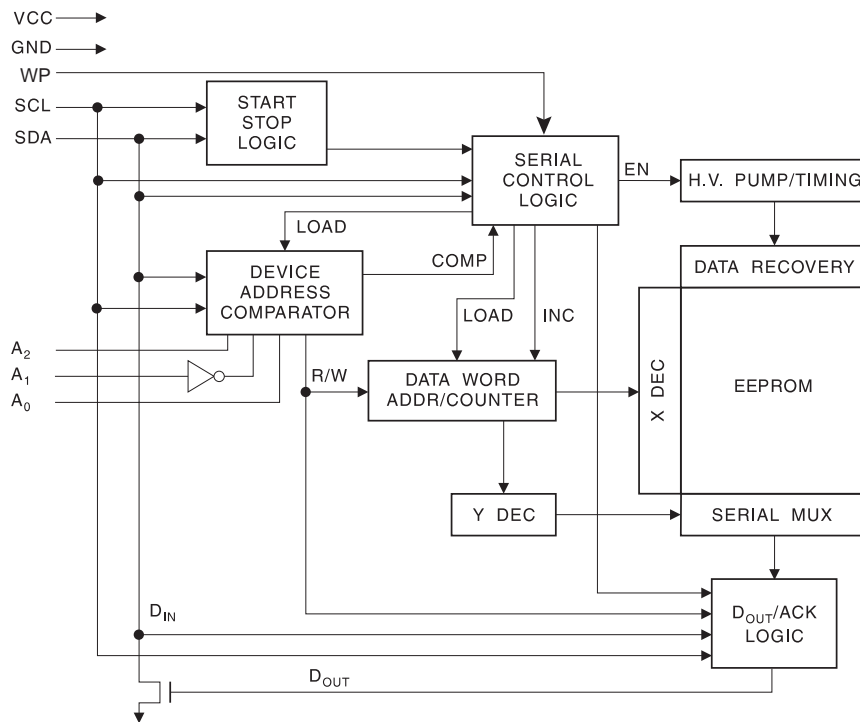 VCC
GND
WP
SCL
SDA
START
STOP
LOGIC
SERIAL
CONTROL
LOGIC
EN
H.V. PUMP/TIMING
LOAD
COMP
DEVICE
ADDRESS
COMPARATOR
DATA RECOVERY
LOAD
INC
A2
A1
A0
R/W
DATA WORD
ADDR/COUNTER
X DEC
EEPROM
Y DEC
SERIAL MUX
DIN
DOUT/ACK
LOGIC
DOUT